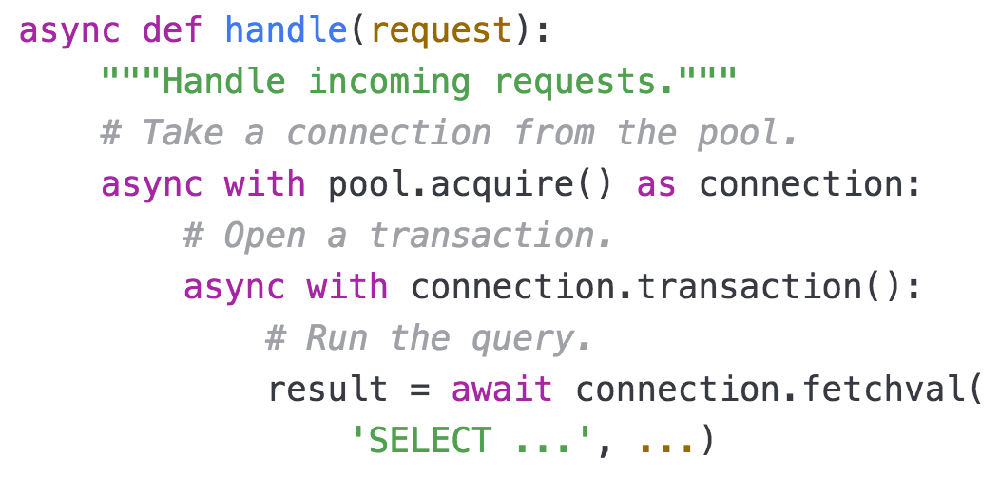 async def handle(request):
    """Handle incoming requests."""
    # Take a connection from the pool.
    async with pool.acquire() as connection:
        # Open a transaction.
        async with connection.transaction():
            # Run the query.
            result = await connection.fetchval(
                'SELECT ...', ...)